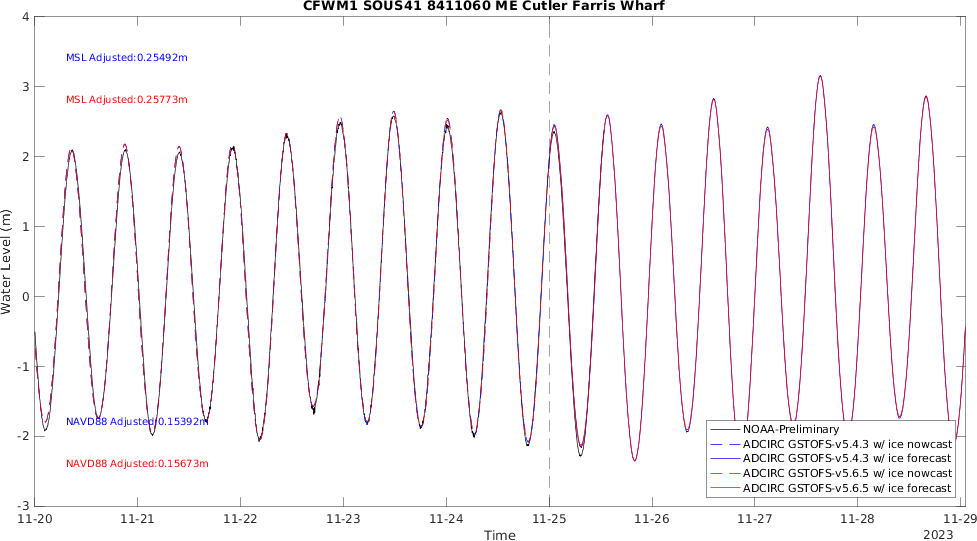 CFWM1 SOUS41 8411060 ME Cutler Farris Wharf
4
3
2
1
0
-1
-2
-3
Water Level (m)
MSL Adjusted:0.25492m
MSL Adjusted:0.25773m
NAVD88 Adjusted:0.15392m
NAVD88 Adjusted:0.15673m
NOAA-Preliminary
ADCIRC GSTOFS-v5.4.3 w/ ice nowcast
ADCIRC GSTOFS-v5.4.3 w/ ice forecast
ADCIRC GSTOFS-v5.6.5 w/ ice nowcast
ADCIRC GSTOFS-v5.6.5 w/ ice forecast
11-20 11-21 11-22 11-23 11-24 11-25 11-26 11-27 11-28 11-29
Time
2023